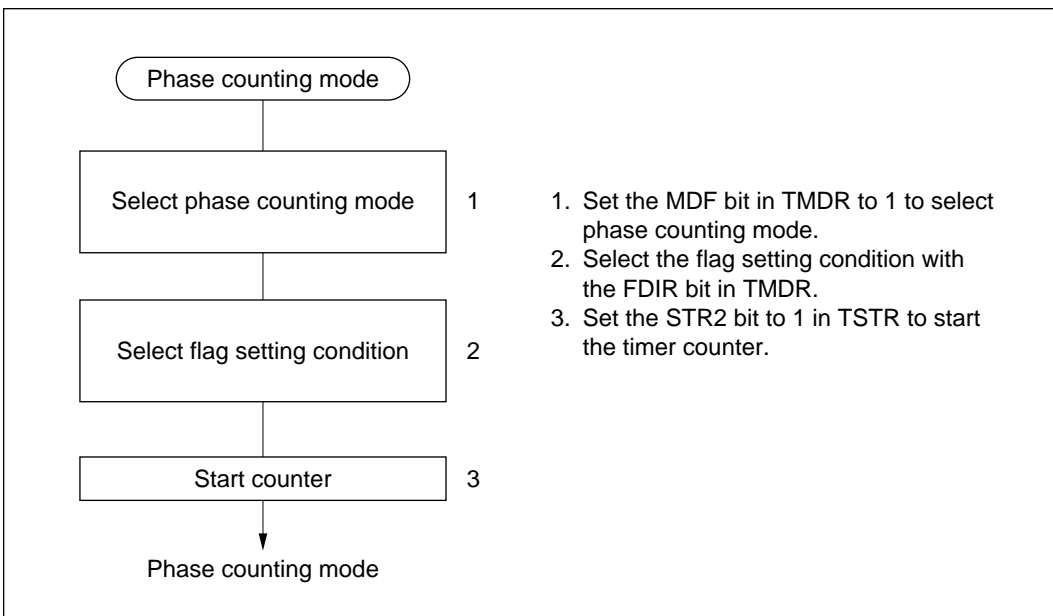 Phase counting mode
Select phase counting mode 1
Select flag setting condition 2
Start counter 3
Phase counting mode
1. Set the MDF bit in TMDR to 1 to select
phase counting mode.
2. Select the flag setting condition with
the FDIR bit in TMDR.
3. Set the STR2 bit to 1 in TSTR to start
the timer counter.